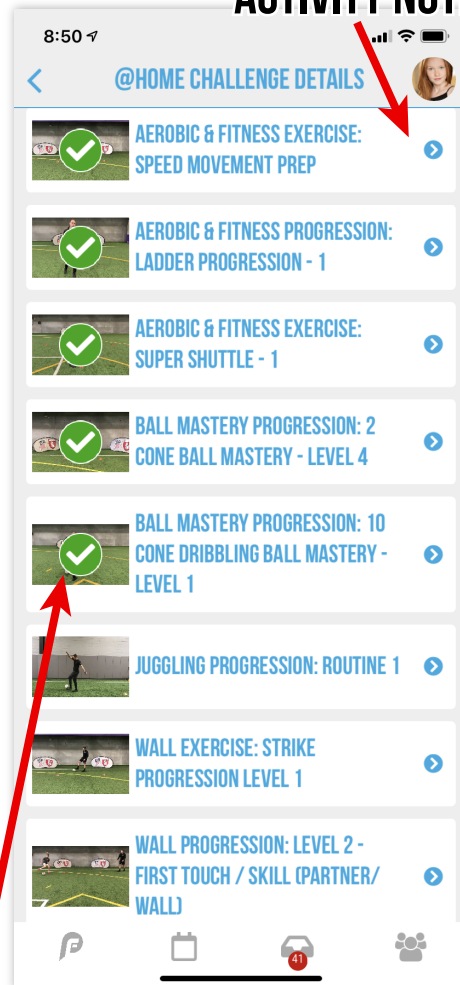 8:50
@HOME CHALLENGE DETAILS
AEROBIC & FITNESS EXERCISE:
SPEED MOVEMENT PREP
AEROBIC & FITNESS PROGRESSION:
LADDER PROGRESSION - 1
AEROBIC & FITNESS EXERCISE:
SUPER SHUTTLE - 1
BALL MASTERY PROGRESSION: 2
CONE BALL MASTERY - LEVEL 4
BALL MASTERY PROGRESSION: 10
CONE DRIBBLING BALL MASTERY -
LEVEL 1
JUGGLING PROGRESSION: ROUTINE 1
WALL EXERCISE: STRIKE
PROGRESSION LEVEL 1
WALL PROGRESSION: LEVEL 2 -
FIRST TOUCH / SKILL (PARTNER/
WALL)
41